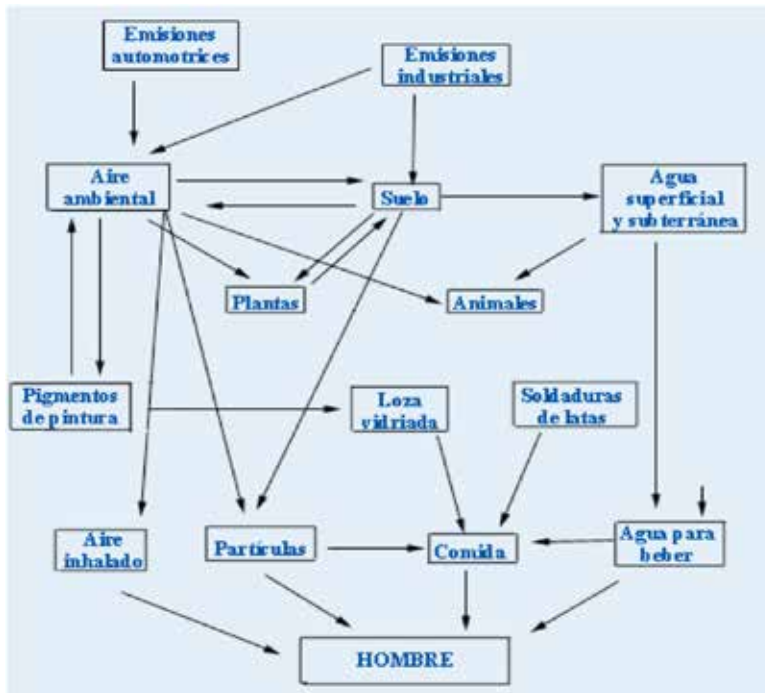 Emisiones
automotrices
Emisiones
industriales
Aire
ambiental
Suelo
Agua
superficial
y subterránea
Plantas
Animales
Pigmentos
de pintura
Loza
vidriada
Soldaduras
de latas
Aire
inhalado
Partículas
Comida
Agua para
beber
HOMBRE